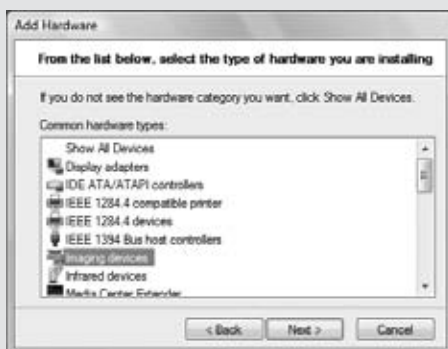 Add Hardware
From the list below, select the type of hardware you are installing
If you do not see the hardware category you want, click Show All Devices.
Common hardware types:
Show All Devices
Display adapters
IDE ATA/ATAPI controllers
IEEE 1284.4 compatible printer
IEEE 1284.4 devices
IEEE 1394 Bus host controllers
Imaging devices
Infrared devices
Media Center Extender
< Back Next > Cancel